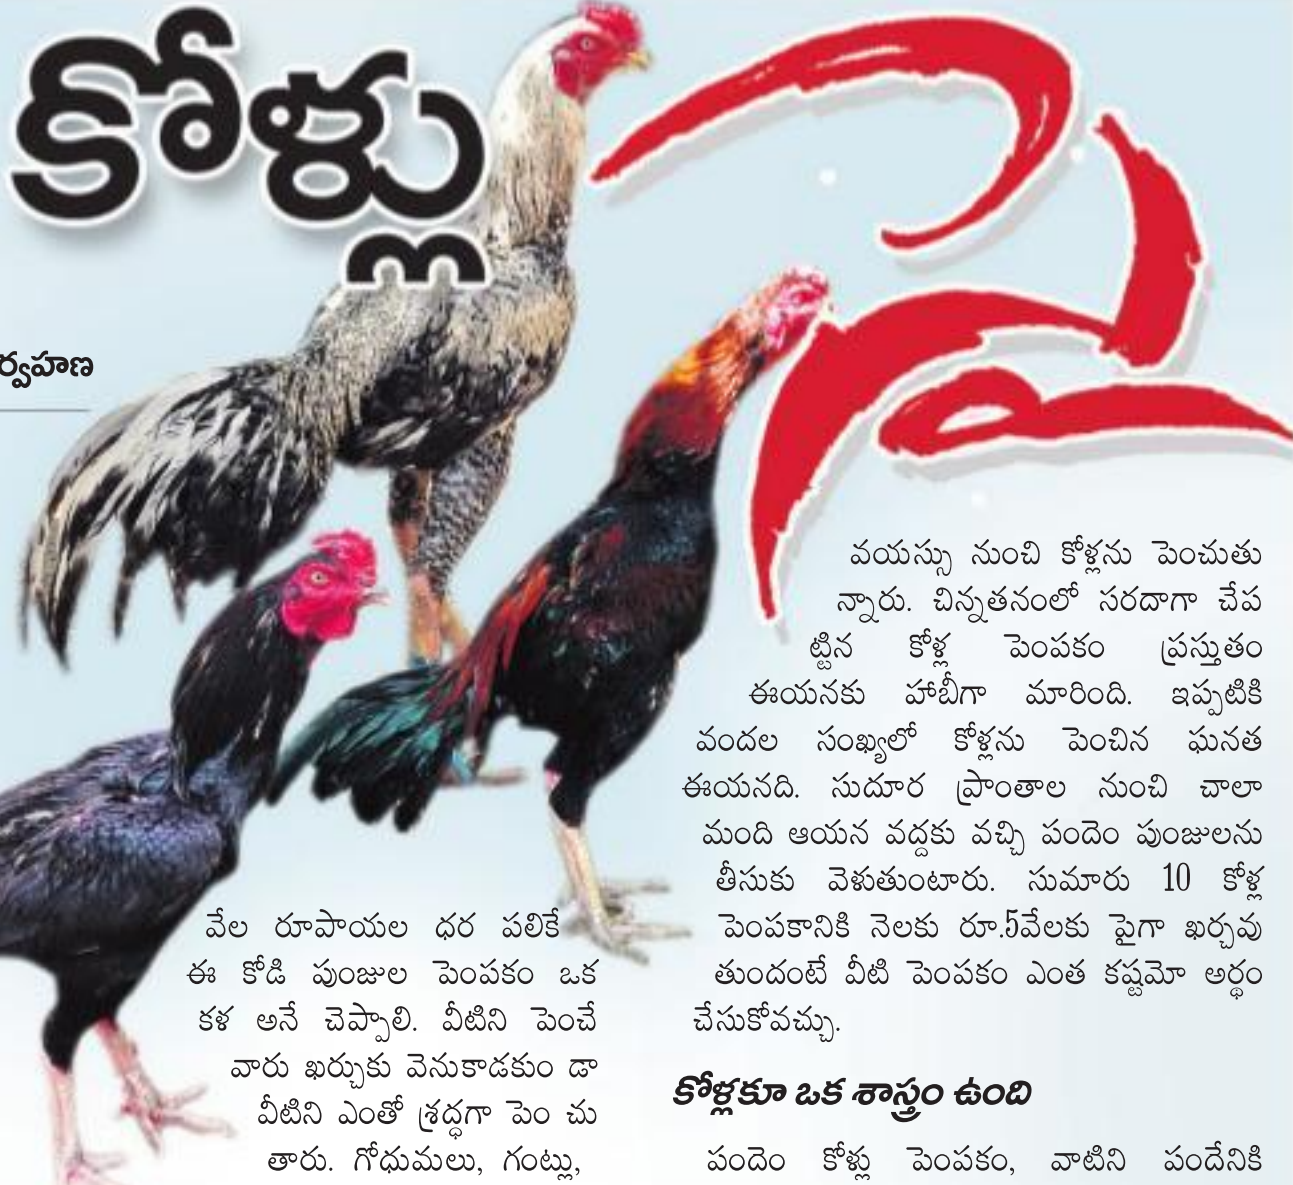 కోళ్లు
సై
ర్వహణ
వేల రూపాయల ధర పలికే
ఈ కోడి పుంజుల పెంపకం ఒక
కళ అనే చెప్పాలి. వీటిని పెంచే
వారు ఖర్చుకు వెనుకాడకుం డా
వీటిని ఎంతో శ్రద్ధగా పెం చు
తారు. గోధుమలు, గంట్లు,
వయస్సు నుంచి కోళ్లను పెంచుతు
న్నారు. చిన్నతనంలో సరదాగా చేప
ట్టిన కోళ్ల పెంపకం ప్రస్తుతం
ఈయనకు హాబీగా మారింది. ఇప్పటికి
వందల సంఖ్యలో కోళ్లను పెంచిన ఘనత
ఈయనది. సుదూర ప్రాంతాల నుంచి చాలా
మంది ఆయన వద్దకు వచ్చి పందెం పుంజులను
తీసుకు వెళుతుంటారు. సుమారు 10 కోళ్ల
పెంపకానికి నెలకు రూ.5వేలకు పైగా ఖర్చవు
తుందంటే వీటి పెంపకం ఎంత కష్టమో అర్థం
చేసుకోవచ్చు.
కోళ్లకూ ఒక శాస్త్రం ఉంది
పందెం కోళ్లు పెంపకం, వాటిని పందేనికి